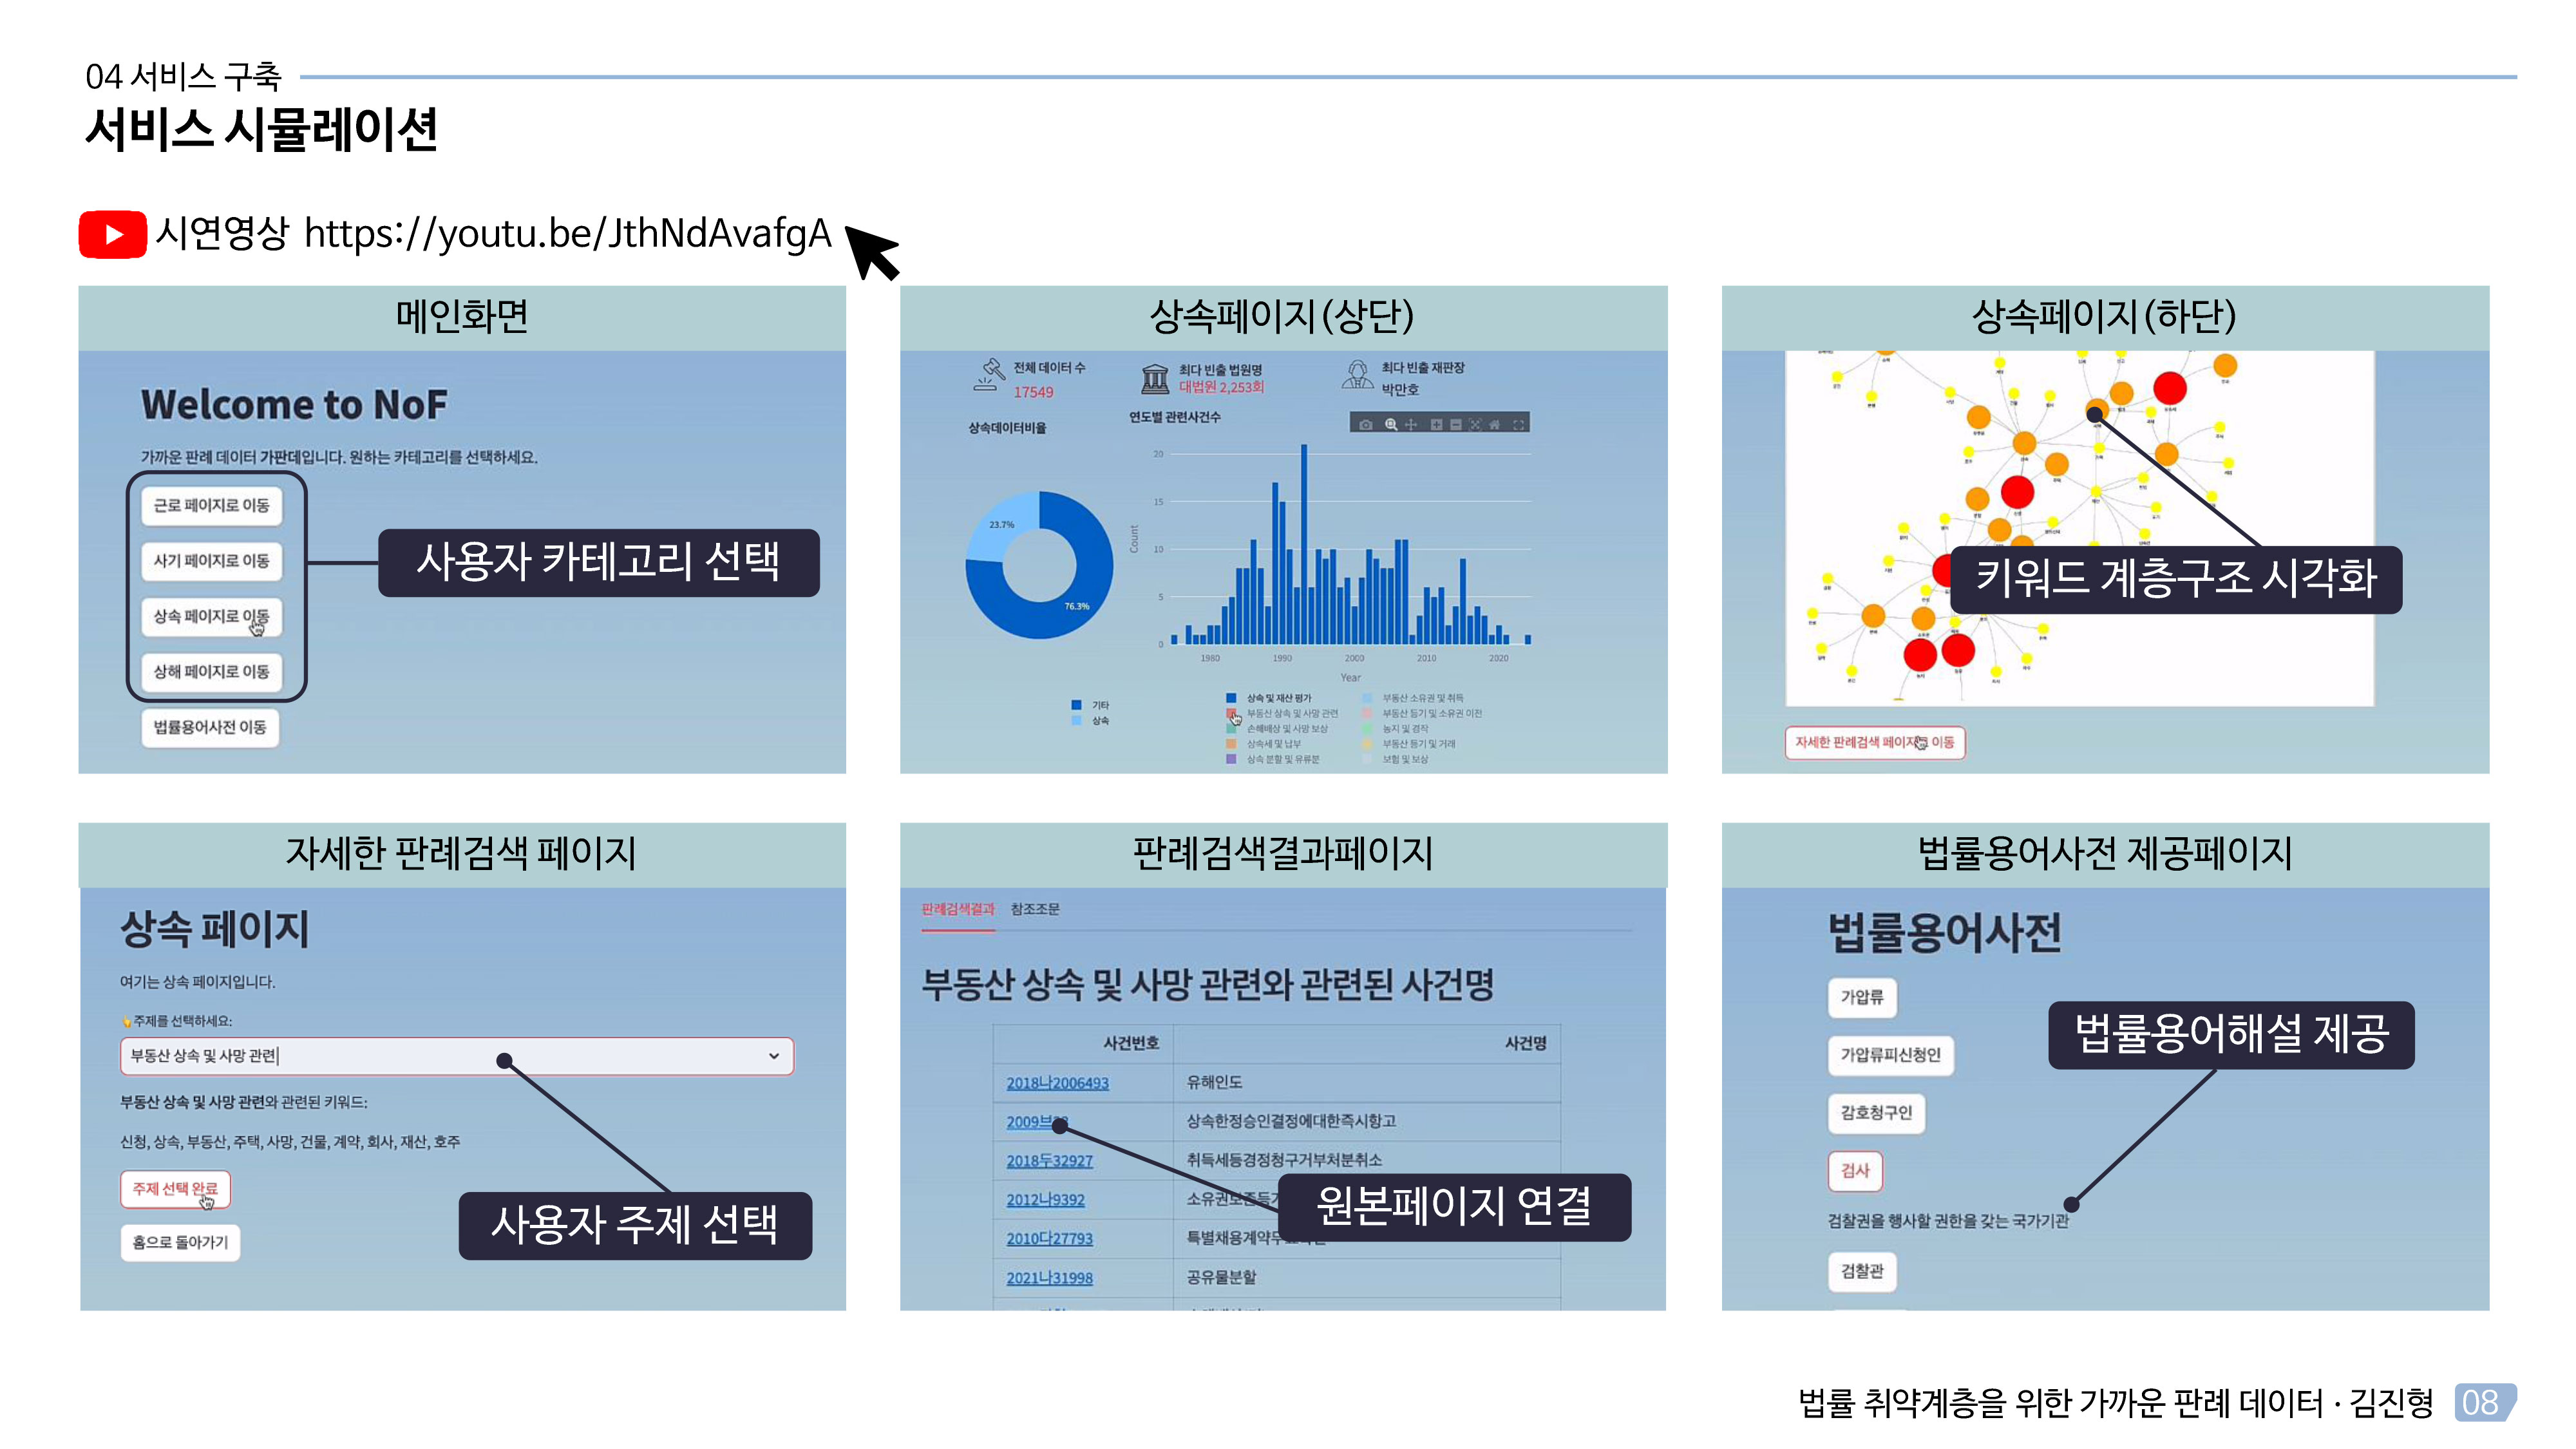 04 서비스 구축
서비스 시뮬레이션
시연영상 https://youtu.be/JthNdAvafgA
메인화면
Welcome to NoF
가까운 판례 데이터 가판데입니다. 원하는 카테고리를 선택하세요.
근로 페이지로 이동
사기 페이지로 이동
상속 페이지로 이동
상해 페이지로 이동
법률용어사전 이동
사용자 카테고리 선택
상속페이지(상단)
전체 데이터 수
17549
최다 빈출 법원명
대법원 2,253회
최다 빈출 재판장
박만호
상속데이터비율
23.7%
76.3%
기타
상속
연도별 관련사건수
Count
20
15
10
5
0
1980 1990 2000 2010 2020
Year
상속 및 재산 평가
부동산 상속 및 사망 관련
손해배상 및 사망 보상
상속세 및 납부
상속 분할 및 유류분
부동산 소유권 및 취득
부동산 등기 및 소유권 이전
농지 및 경작
부동산 등기 및 거래
보험 및 보상
상속페이지(하단)
키워드 계층구조 시각화
자세한 판례검색 페이지로 이동
자세한 판례검색 페이지
상속 페이지
여기는 상속 페이지입니다.
주제를 선택하세요:
부동산 상속 및 사망 관련
부동산 상속 및 사망 관련와 관련된 키워드:
신청, 상속, 부동산, 주택, 사망, 건물, 계약, 회사, 재산, 호주
주제 선택 완료
홈으로 돌아가기
사용자 주제 선택
판례검색결과페이지
판례검색결과 참조조문
부동산 상속 및 사망 관련와 관련된 사건명
사건번호 사건명
2018나2006493 유해인도
2009브 상속한정승인결정에대한즉시항고
2018두32927 취득세등경정청구거부처분취소
2012나9392
2010다27793 특별채용계약
2021나31998 공유물분할
원본페이지 연결
법률용어사전 제공페이지
법률용어사전
가압류
가압류피신청인
감호청구인
검사
검찰권을 행사할 권한을 갖는 국가기관
검찰관
법률용어해설 제공
법률 취약계층을 위한 가까운 판례 데이터 · 김진형 08